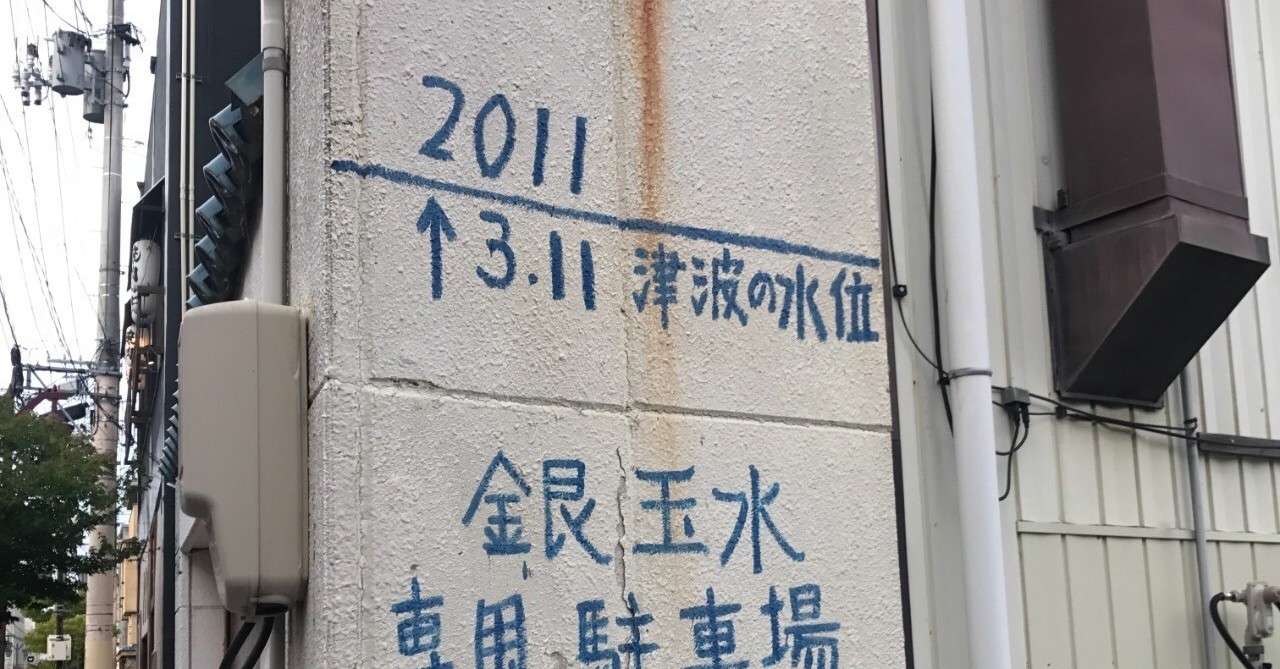 2011
↑3.11 津波の水位
銀玉水
専用駐車場